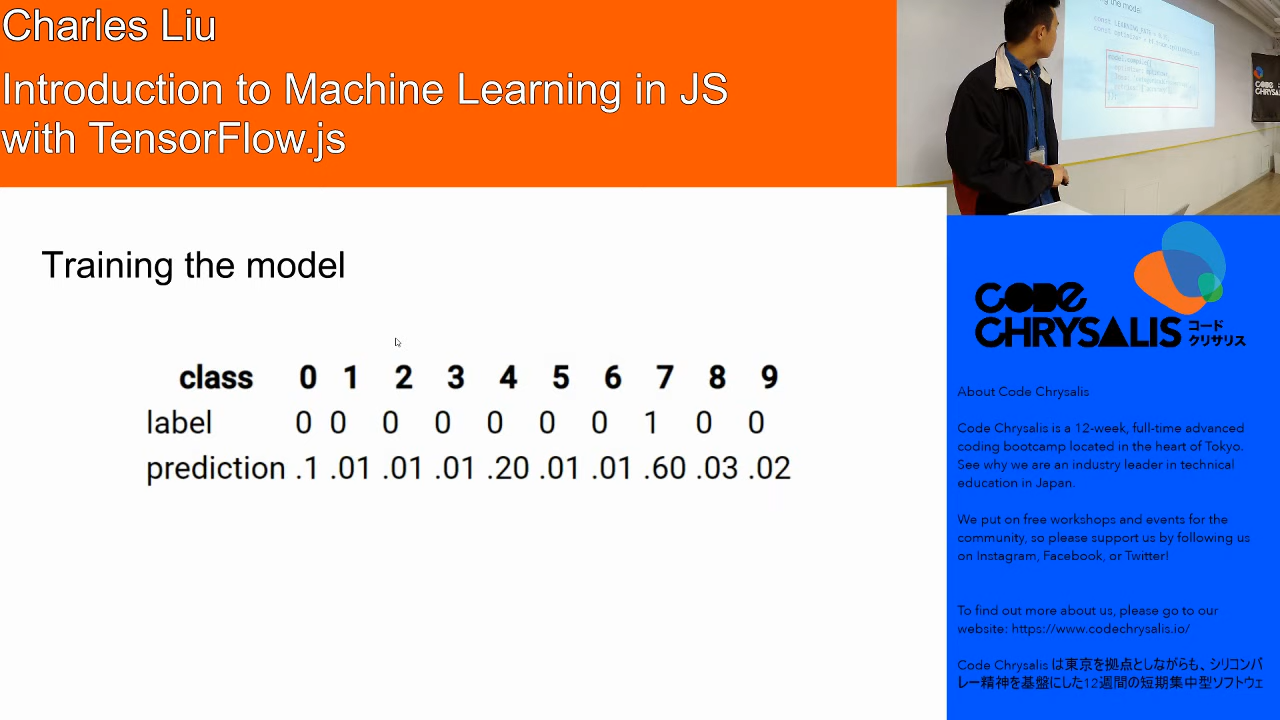 Charles Liu
Introduction to Machine Learning in JS
with TensorFlow.js
Training the model
class 0 1 2 3 4 5 6 7 8 9
label 0 0 0 0 0 0 0 1 0 0
prediction .1 .01 .01 .01 .20 .01 .01 .60 .03 .02
the model
CODE
CHRYSALIS
CODE
CHRYSALIS
コード
クリサリス
About Code Chrysalis
Code Chrysalis is a 12-week, full-time advanced
coding bootcamp located in the heart of Tokyo.
See why we are an industry leader in technical
education in Japan.
We put on free workshops and events for the
community, so please support us by following us
on Instagram, Facebook, or Twitter!
To find out more about us, please go to our
website: https://www.codechrysalis.io/
Code Chrysalis は東京を拠点としながらも、シリコンバ
レー精神を基盤にした12週間の短期集中型ソフトウェ